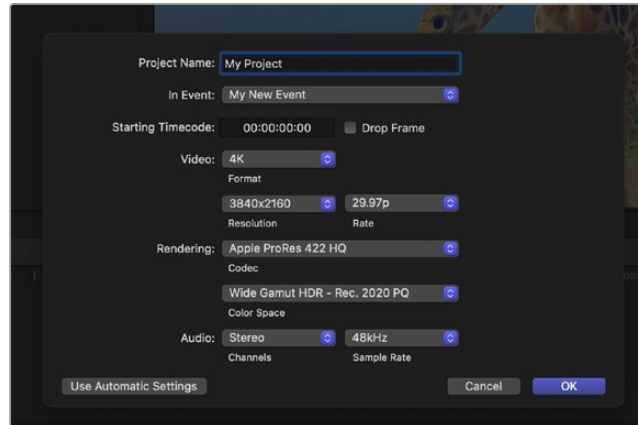 Project Name: My Project
In Event: My New Event
Starting Timecode: 00:00:00:00 Drop Frame
Video: 4K
Format
3840x2160 29.97p
Resolution Rate
Rendering: Apple ProRes 422 HQ
Codec
Wide Gamut HDR - Rec. 2020 PQ
Color Space
Audio: Stereo 48kHz
Channels Sample Rate
Use Automatic Settings Cancel OK